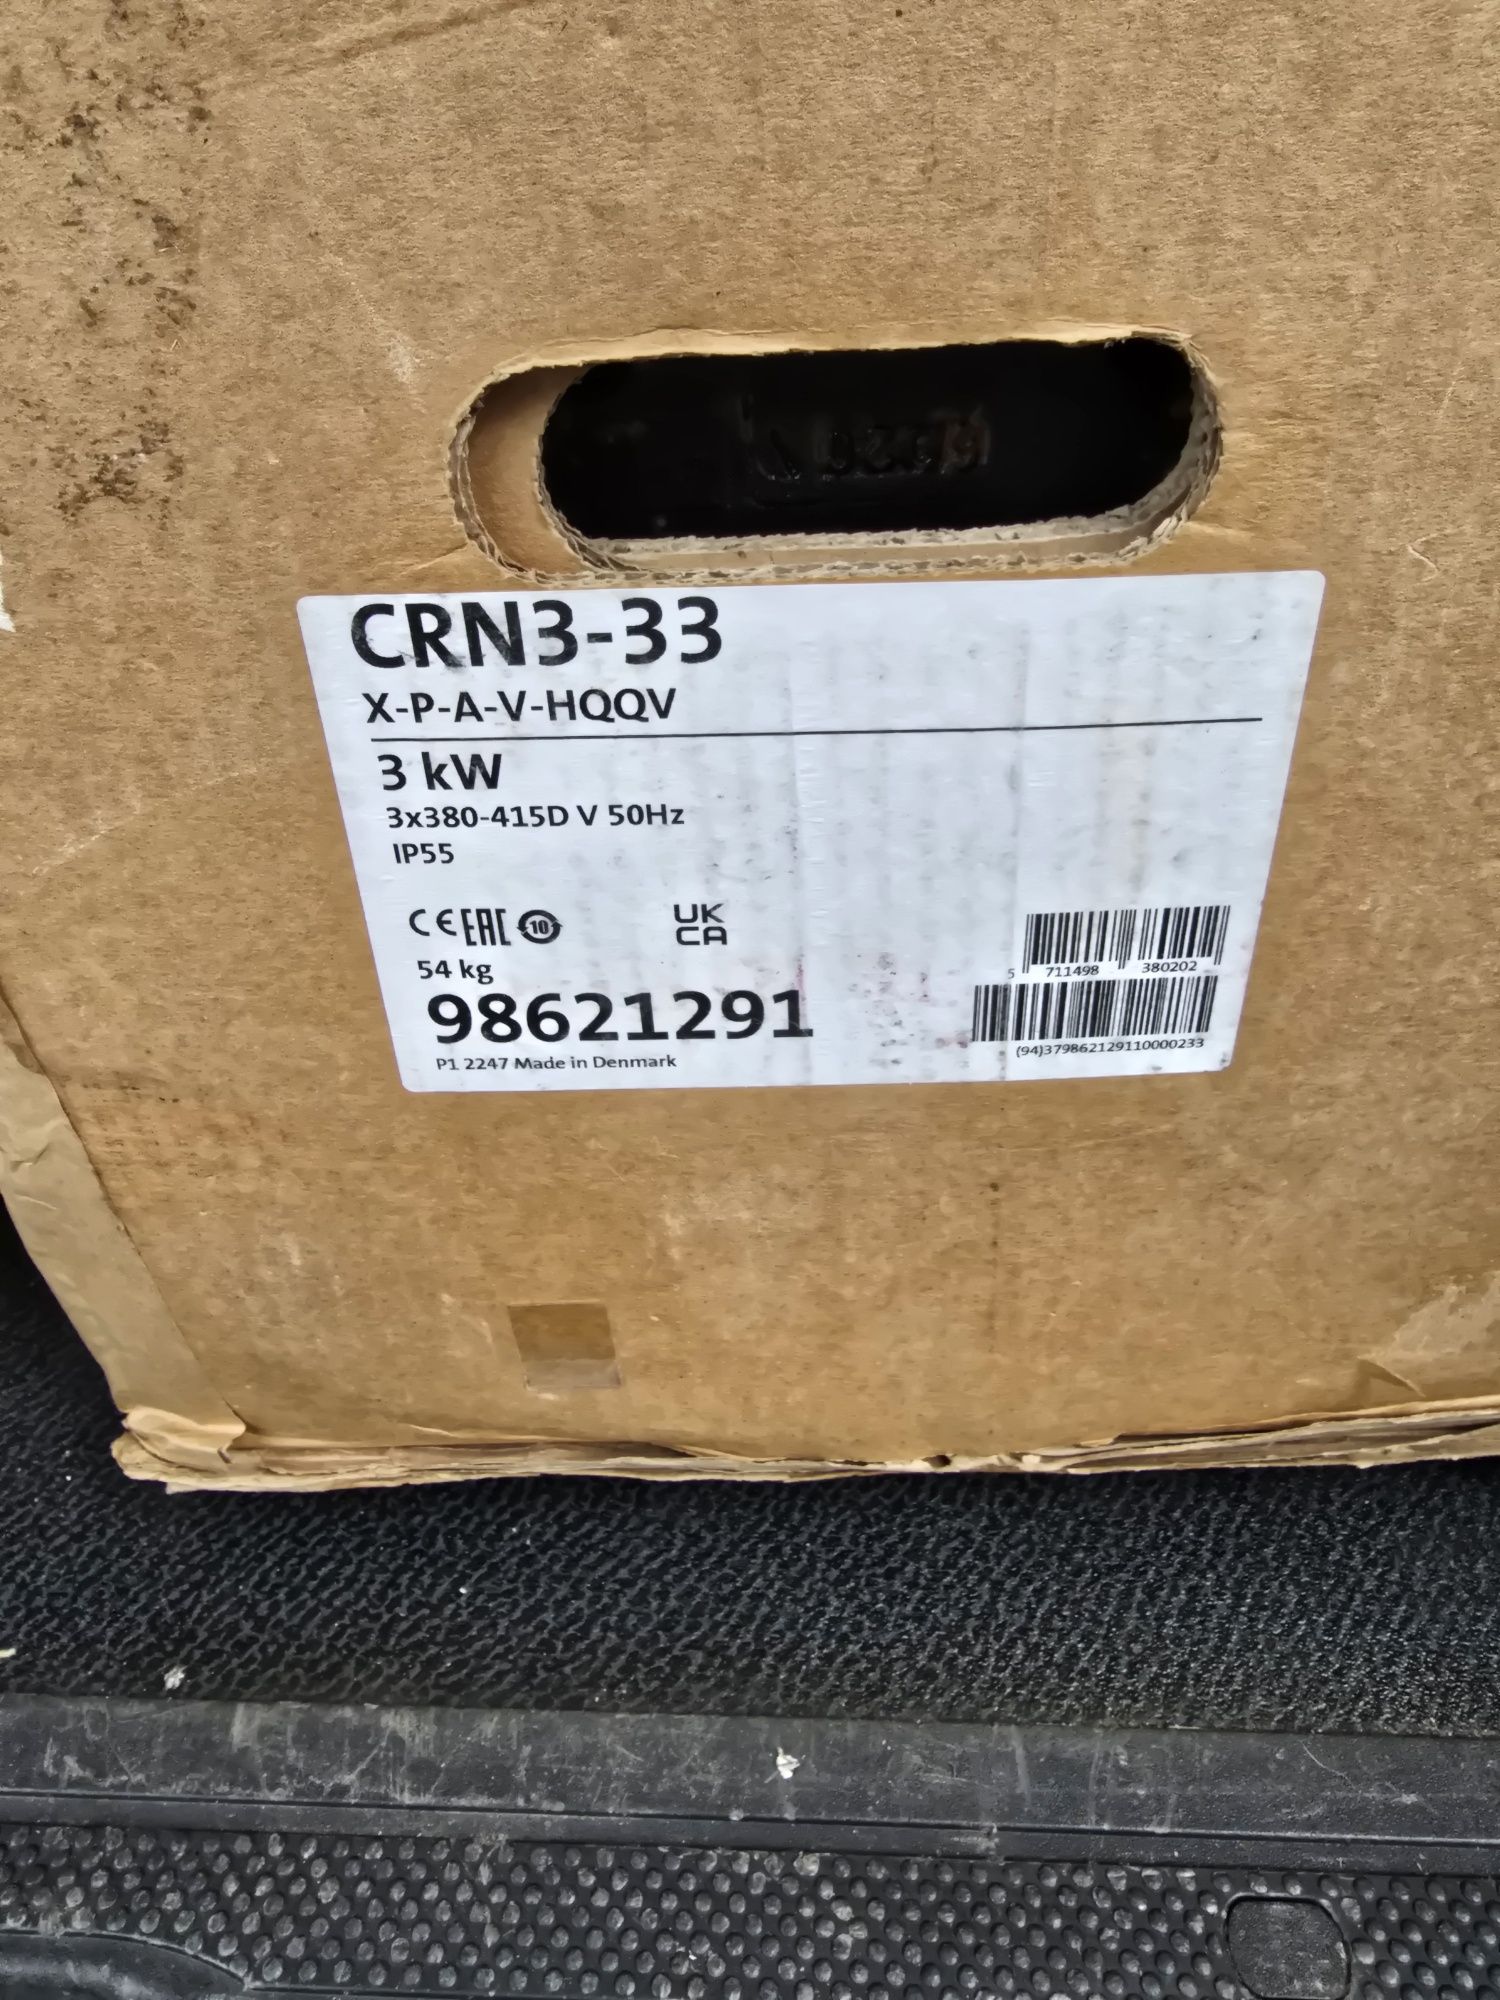 CRN3-33
X-P-A-V-HQQV
3 kW
3x380-415D V 50Hz
IP55
CE EAC 10 UK CA
54 kg
98621291
P1 2247 Made in Denmark
5 711498 380202
(94)379862129110000233